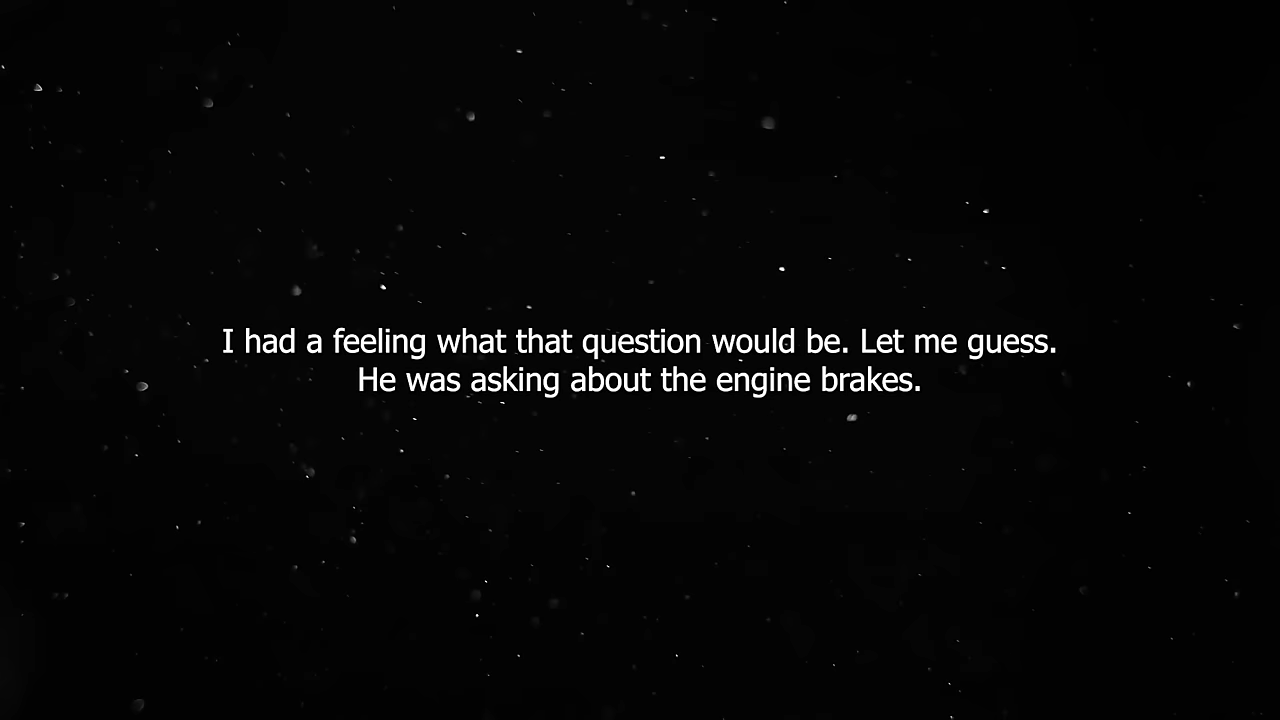 I had a feeling what that question would be. Let me guess.
He was asking about the engine brakes.